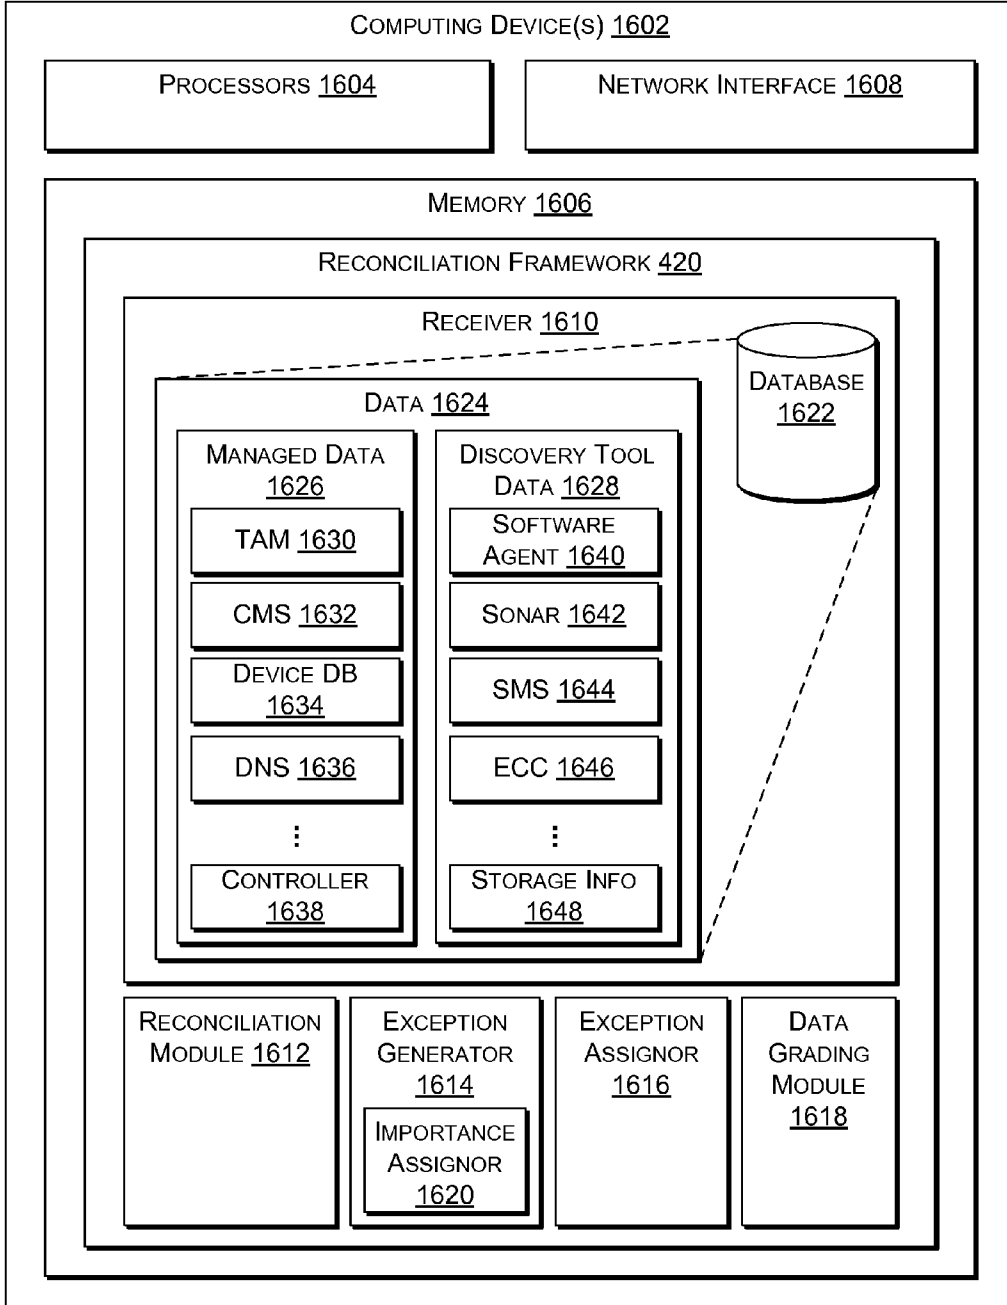 COMPUTING DEVICE(S) 1602
PROCESSORS 1604
NETWORK INTERFACE 1608
MEMORY 1606
RECONCILIATION FRAMEWORK 420
RECEIVER 1610
DATABASE
1622
DATA 1624
MANAGED DATA
1626
TAM 1630
CMS 1632
DEVICE DB
1634
DNS 1636
⋮
CONTROLLER
1638
DISCOVERY TOOL
DATA 1628
SOFTWARE
AGENT 1640
SONAR 1642
SMS 1644
ECC 1646
⋮
STORAGE INFO
1648
RECONCILIATION
MODULE 1612
EXCEPTION
GENERATOR
1614
IMPORTANCE
ASSIGNOR
1620
EXCEPTION
ASSIGNOR
1616
DATA
GRADING
MODULE
1618